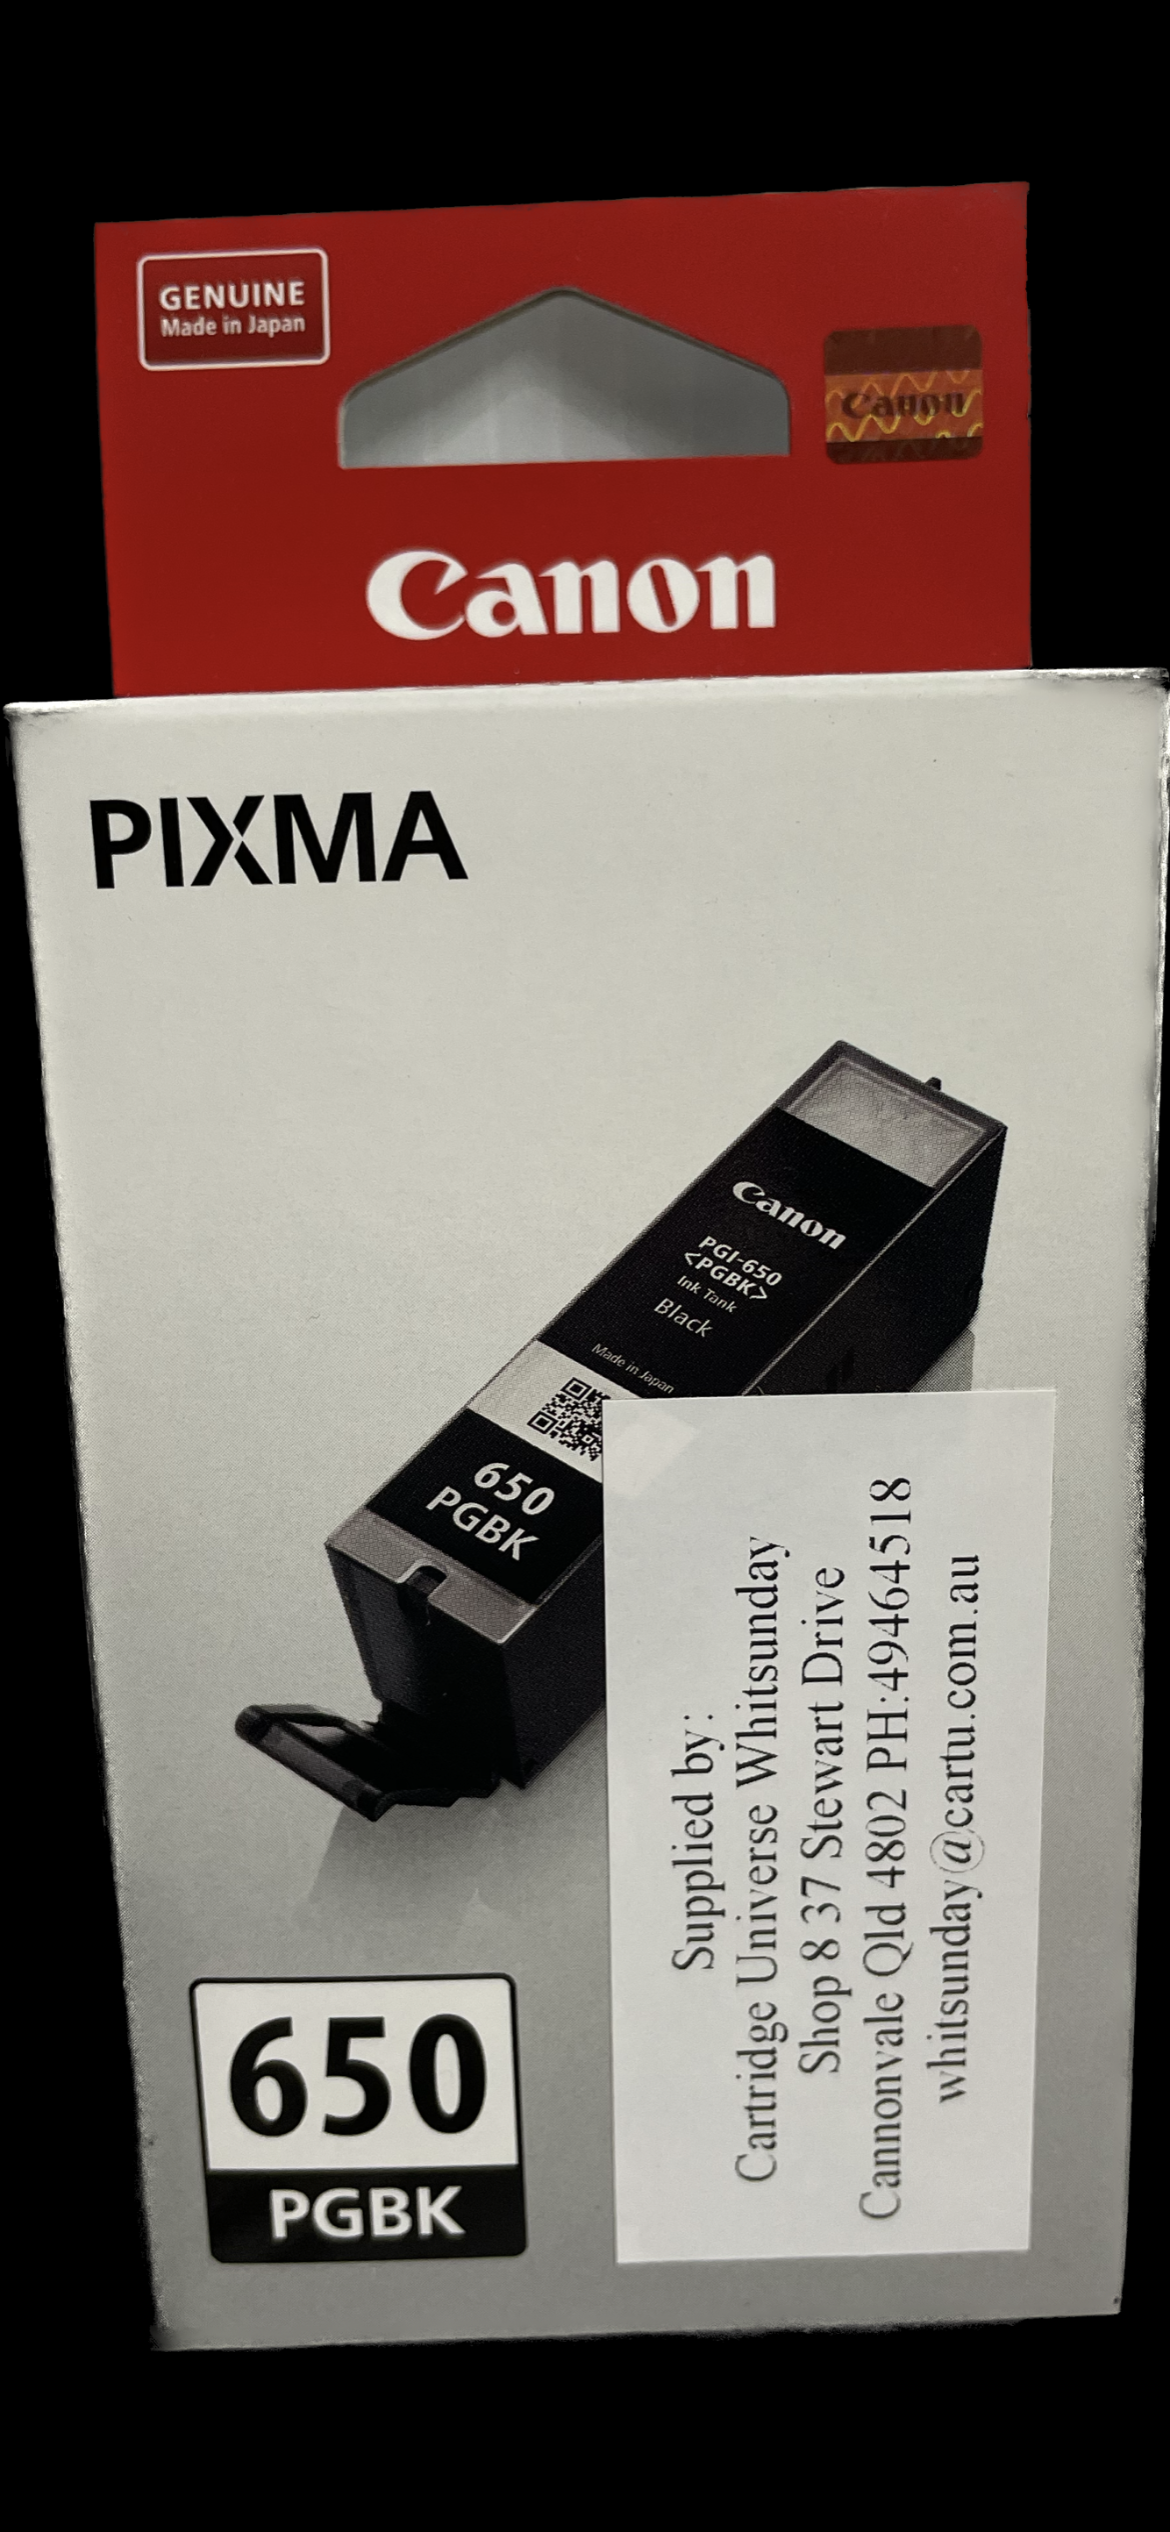 GENUINE
Made in Japan
Canon
Canon
PIXMA
Canon
PGI-650
<PGBK>
Ink Tank
Black
Made in Japan
650
PGBK
Supplied by:
Cartridge Universe Whitsunday
Shop 8 37 Stewart Drive
Cannonvale Qld 4802 PH:49464518
whitsunday@cartu.com.au
650
PGBK